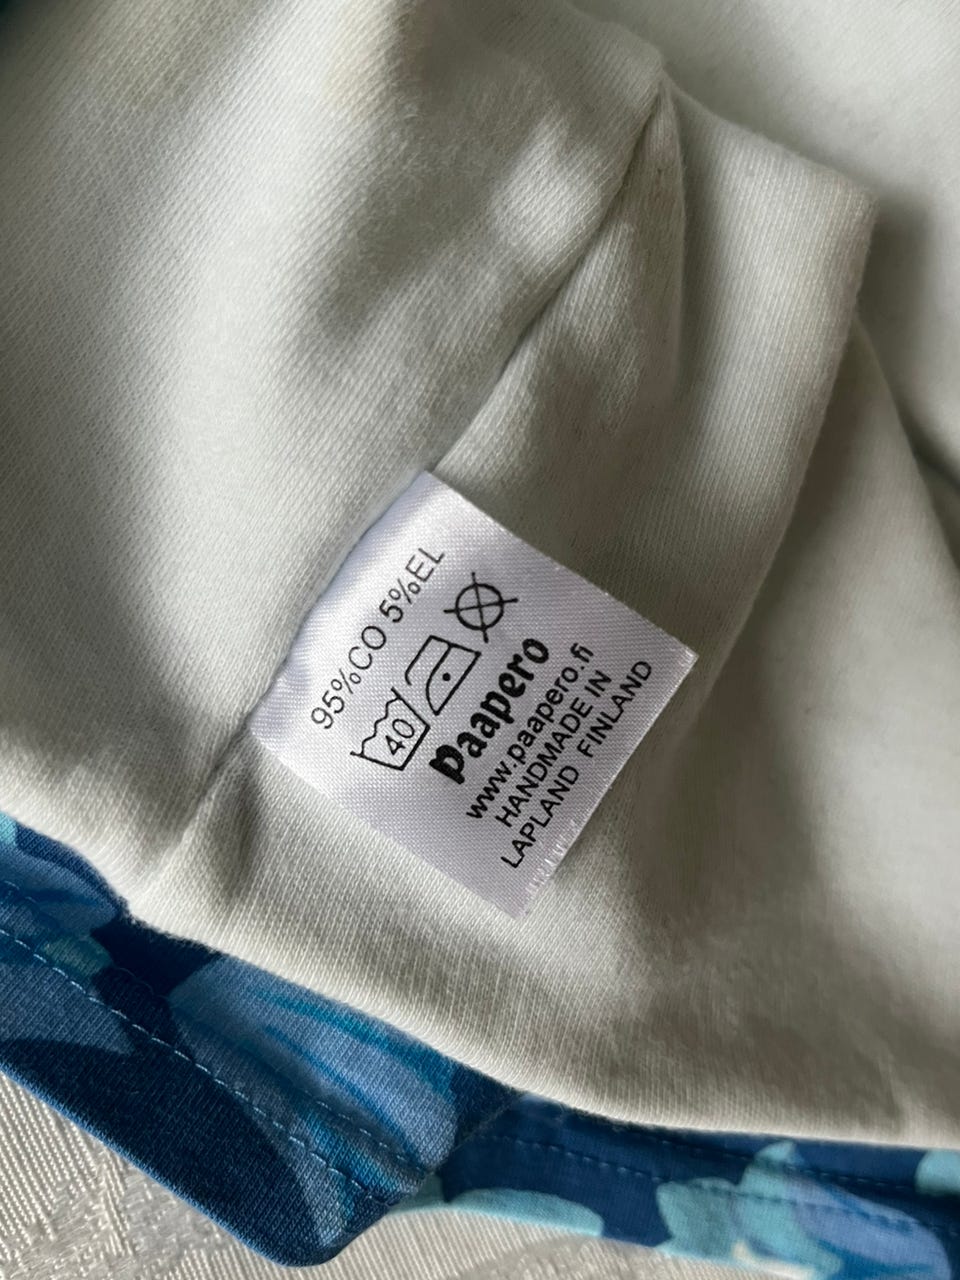 95%CO 5%EL
40
paapero
www.paapero.fi
HANDMADE IN
LAPLAND FINLAND